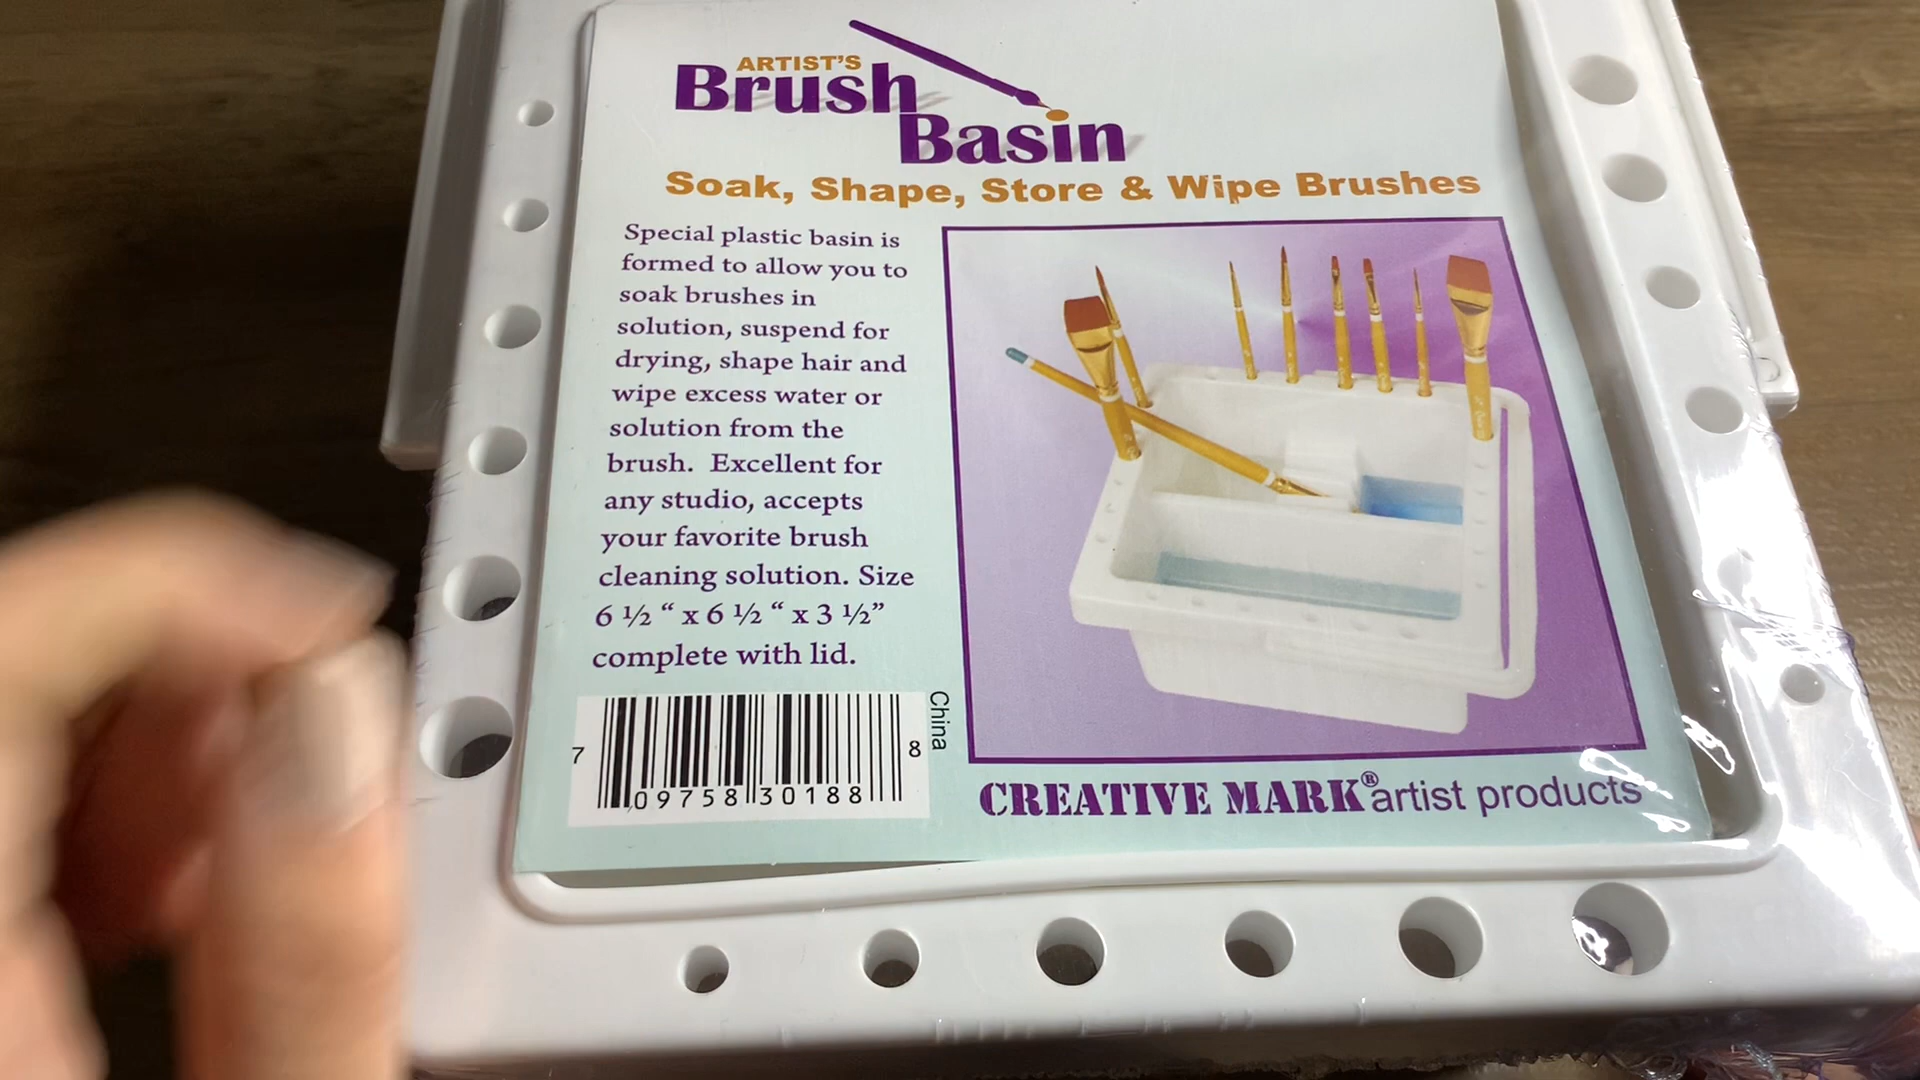 ARTIST'S
Brush
Basin
Soak, Shape, Store & Wipe Brushes
Special plastic basin is
formed to allow you to
soak brushes in
solution, suspend for
drying, shape hair and
wipe excess water or
solution from the
brush. Excellent for
any studio, accepts
your favorite brush
cleaning solution. Size
6 ½ “ x 6 ½ “ x 3 ½”
complete with lid.
China
7 09758 30188 8
CREATIVE MARK® artist products